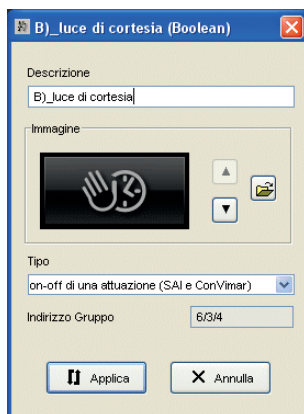 B)_luce di cortesia (Boolean)
Descrizione
B)_luce di cortesia
Immagine
Tipo
on-off di una attuazione (SAI e ConVimar)
Indirizzo Gruppo 6/3/4
Applica Annulla